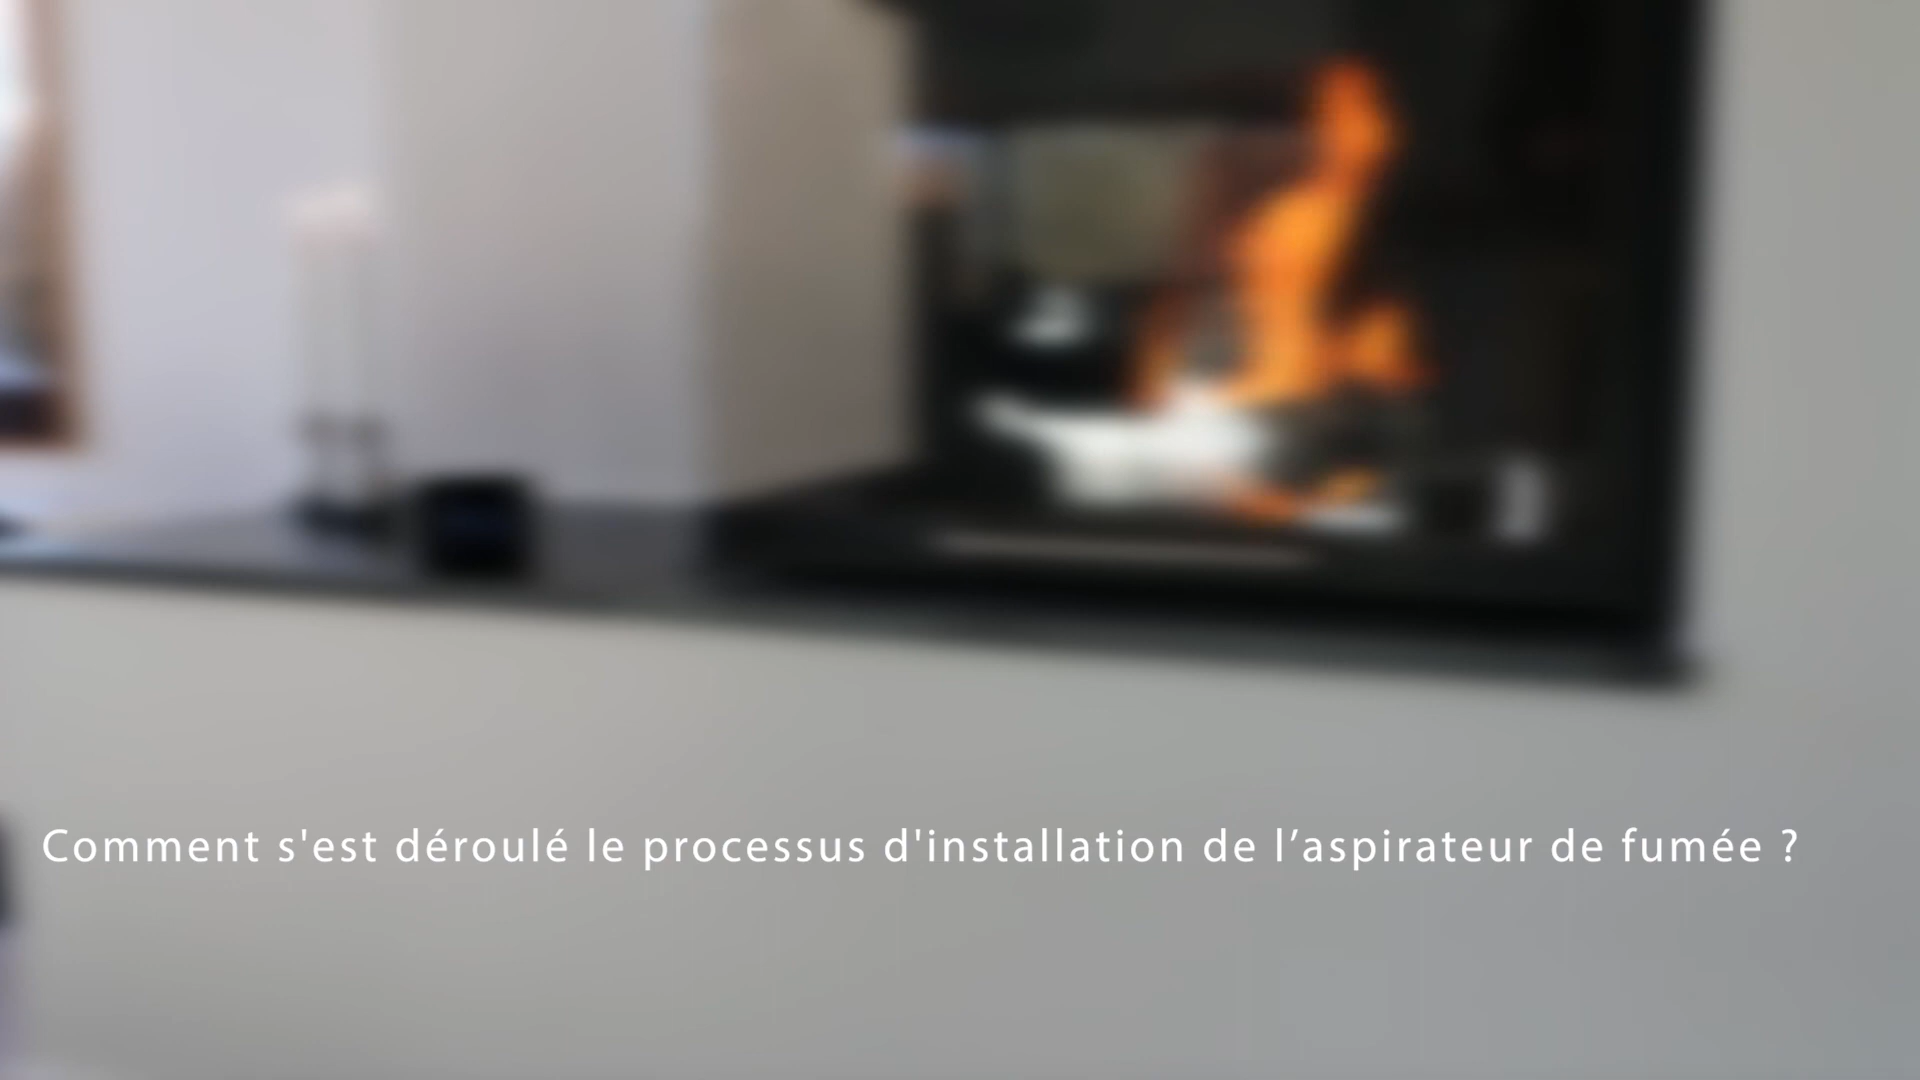 Comment s'est déroulé le processus d'installation de l’aspirateur de fumée ?